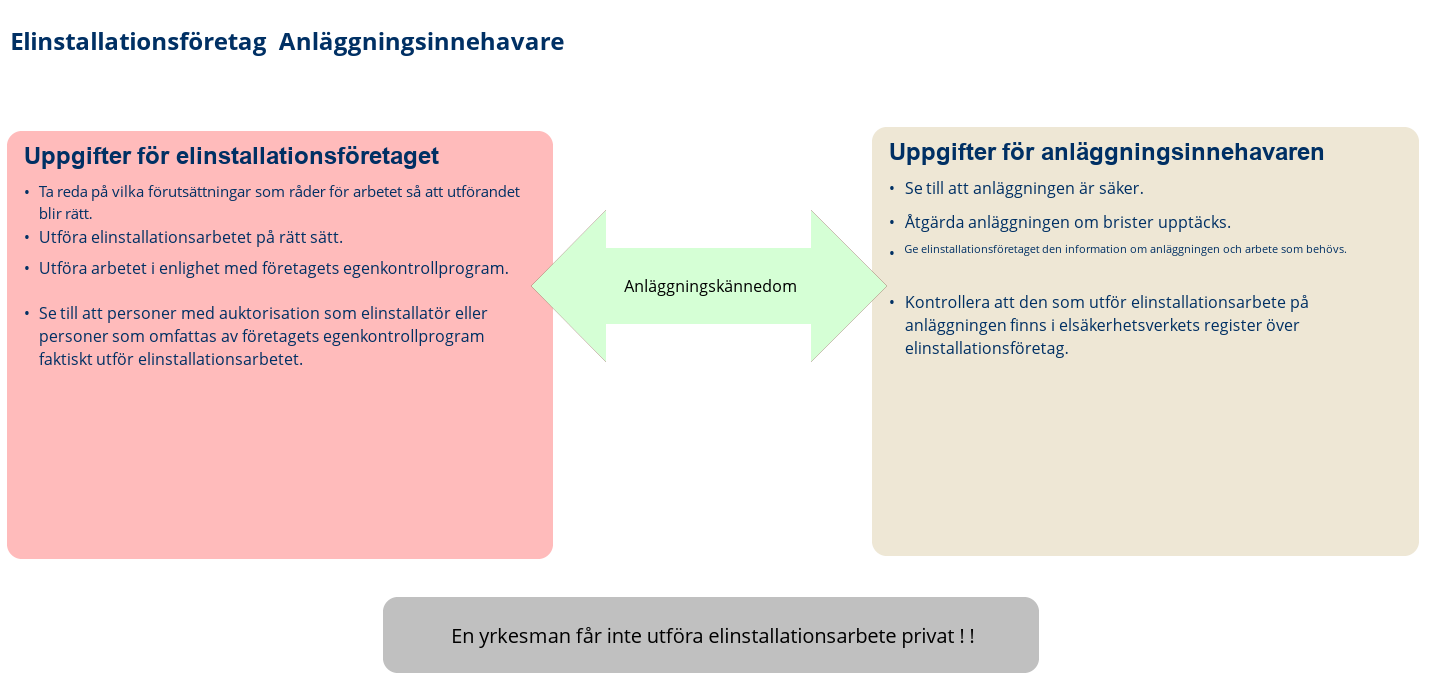 Elinstallationsföretag  Anläggningsinnehavare
Uppgifter för elinstallationsföretaget
• Ta reda på vilka förutsättningar som råder för arbetet så att utförandet
blir rätt.
• Utföra elinstallationsarbetet på rätt sätt.
• Utföra arbetet i enlighet med företagets egenkontrollprogram.
• Se till att personer med auktorisation som elinstallatör eller
personer som omfattas av företagets egenkontrollprogram
faktiskt utför elinstallationsarbetet.
Anläggningskännedom
Uppgifter för anläggningsinnehavaren
• Se till att anläggningen är säker.
• Åtgärda anläggningen om brister upptäcks.
• Ge elinstallationsföretaget den information om anläggningen och arbete som behövs.
• Kontrollera att den som utför elinstallationsarbete på
anläggningen finns i elsäkerhetsverkets register över
elinstallationsföretag.
En yrkesman får inte utföra elinstallationsarbete privat ! !